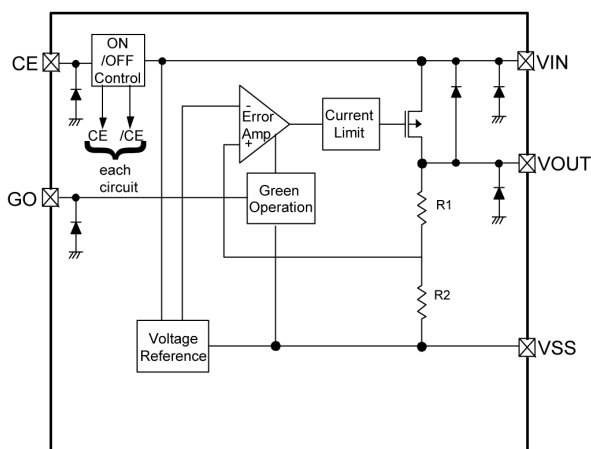 CE
ON
/OFF
Control
VIN
-
Error
Amp
+
Current
Limit
CE /CE
each
circuit
VOUT
GO
Green
Operation
R1
R2
Voltage
Reference
VSS